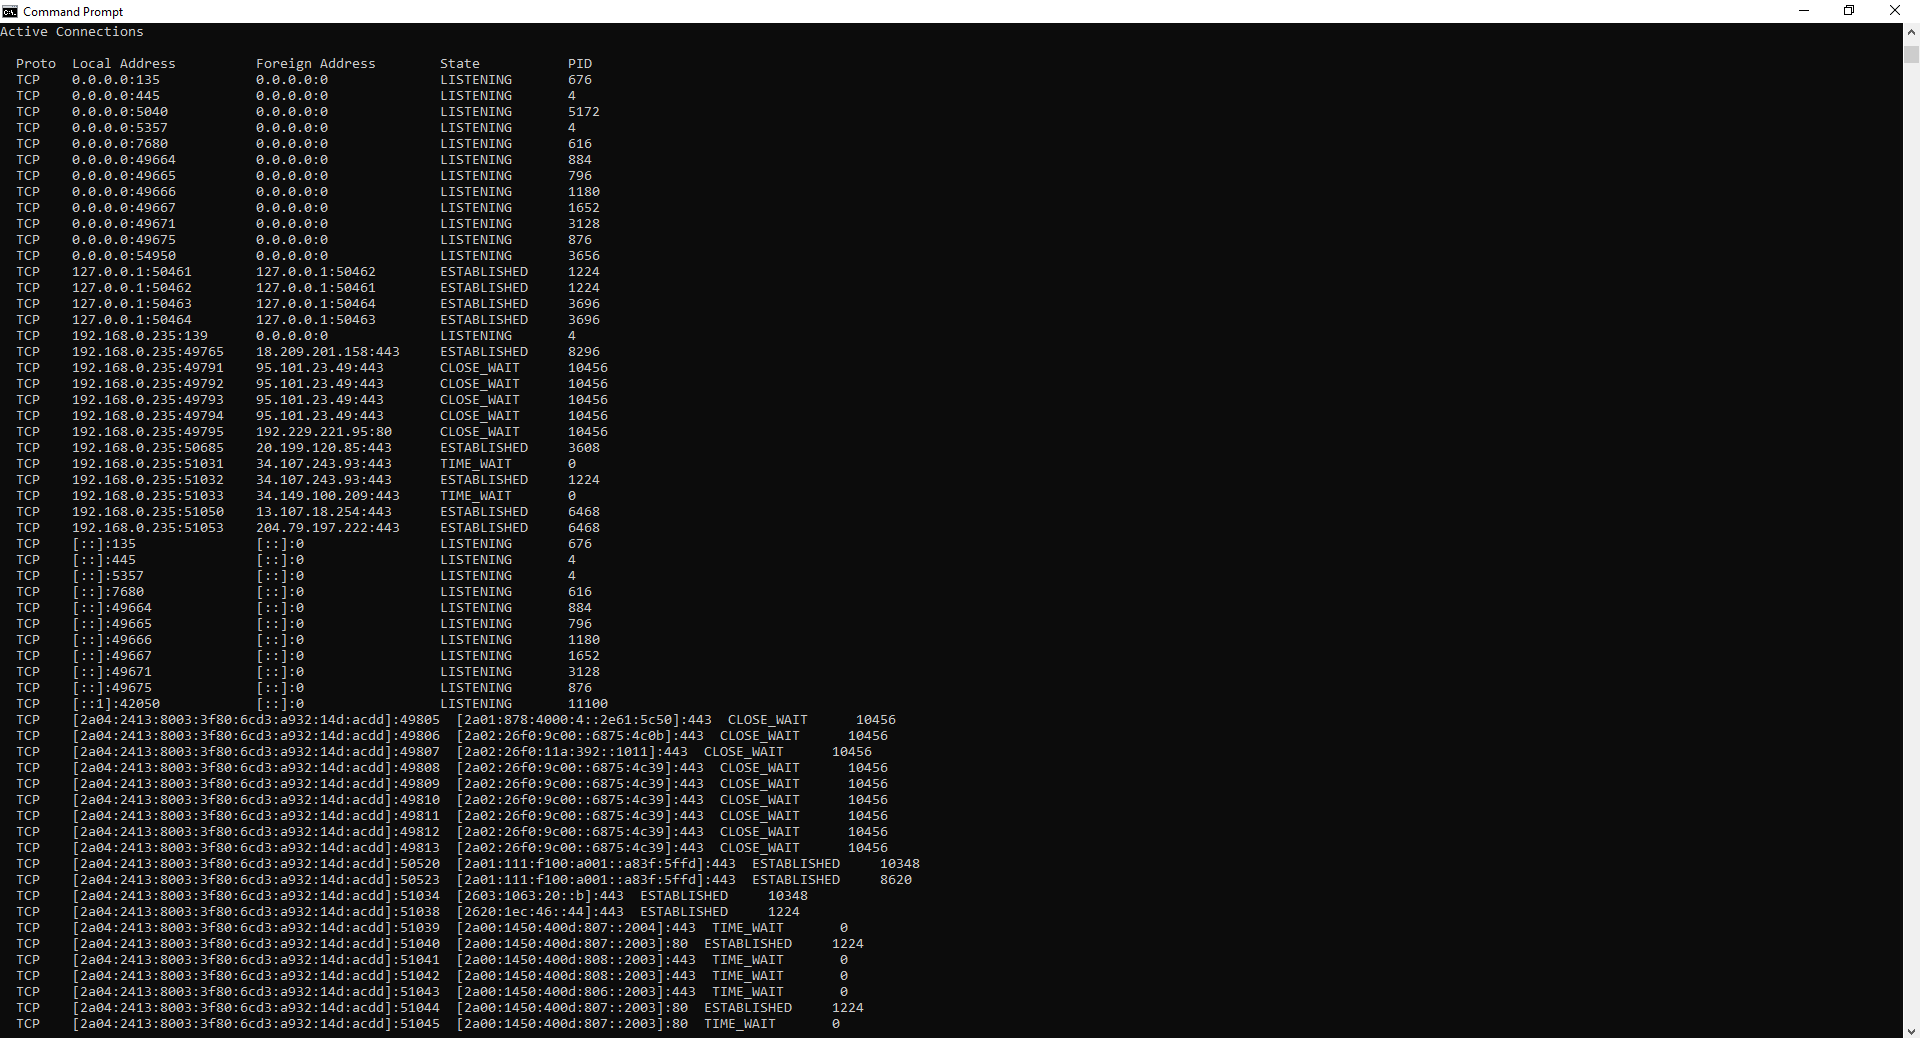 Command Prompt
Active Connections
Proto  Local Address          Foreign Address        State           PID
TCP    0.0.0.0:135            0.0.0.0:0              LISTENING       676
TCP    0.0.0.0:445            0.0.0.0:0              LISTENING       4
TCP    0.0.0.0:5040           0.0.0.0:0              LISTENING       5172
TCP    0.0.0.0:5357           0.0.0.0:0              LISTENING       4
TCP    0.0.0.0:7680           0.0.0.0:0              LISTENING       616
TCP    0.0.0.0:49664          0.0.0.0:0              LISTENING       884
TCP    0.0.0.0:49665          0.0.0.0:0              LISTENING       796
TCP    0.0.0.0:49666          0.0.0.0:0              LISTENING       1180
TCP    0.0.0.0:49667          0.0.0.0:0              LISTENING       1652
TCP    0.0.0.0:49671          0.0.0.0:0              LISTENING       3128
TCP    0.0.0.0:49675          0.0.0.0:0              LISTENING       876
TCP    0.0.0.0:54950          0.0.0.0:0              LISTENING       3656
TCP    127.0.0.1:50461        127.0.0.1:50462        ESTABLISHED     1224
TCP    127.0.0.1:50462        127.0.0.1:50461        ESTABLISHED     1224
TCP    127.0.0.1:50463        127.0.0.1:50464        ESTABLISHED     3696
TCP    127.0.0.1:50464        127.0.0.1:50463        ESTABLISHED     3696
TCP    192.168.0.235:139      0.0.0.0:0              LISTENING       4
TCP    192.168.0.235:49765    18.209.201.158:443     ESTABLISHED     8296
TCP    192.168.0.235:49791    95.101.23.49:443       CLOSE_WAIT      10456
TCP    192.168.0.235:49792    95.101.23.49:443       CLOSE_WAIT      10456
TCP    192.168.0.235:49793    95.101.23.49:443       CLOSE_WAIT      10456
TCP    192.168.0.235:49794    95.101.23.49:443       CLOSE_WAIT      10456
TCP    192.168.0.235:49795    192.229.221.95:80      CLOSE_WAIT      10456
TCP    192.168.0.235:50685    20.199.120.85:443      ESTABLISHED     3608
TCP    192.168.0.235:51031    34.107.243.93:443      TIME_WAIT       0
TCP    192.168.0.235:51032    34.107.243.93:443      ESTABLISHED     1224
TCP    192.168.0.235:51033    34.149.100.209:443     TIME_WAIT       0
TCP    192.168.0.235:51050    13.107.18.254:443      ESTABLISHED     6468
TCP    192.168.0.235:51053    204.79.197.222:443     ESTABLISHED     6468
TCP    [::]:135               [::]:0                 LISTENING       676
TCP    [::]:445               [::]:0                 LISTENING       4
TCP    [::]:5357              [::]:0                 LISTENING       4
TCP    [::]:7680              [::]:0                 LISTENING       616
TCP    [::]:49664             [::]:0                 LISTENING       884
TCP    [::]:49665             [::]:0                 LISTENING       796
TCP    [::]:49666             [::]:0                 LISTENING       1180
TCP    [::]:49667             [::]:0                 LISTENING       1652
TCP    [::]:49671             [::]:0                 LISTENING       3128
TCP    [::]:49675             [::]:0                 LISTENING       876
TCP    [::1]:42050            [::]:0                 LISTENING       11100
TCP    [2a04:2413:8003:3f80:6cd3:a932:14d:acdd]:49805  [2a01:878:4000:4::2e61:5c50]:443  CLOSE_WAIT      10456
TCP    [2a04:2413:8003:3f80:6cd3:a932:14d:acdd]:49806  [2a02:26f0:9c00::6875:4c0b]:443  CLOSE_WAIT      10456
TCP    [2a04:2413:8003:3f80:6cd3:a932:14d:acdd]:49807  [2a02:26f0:11a:392::1011]:443  CLOSE_WAIT      10456
TCP    [2a04:2413:8003:3f80:6cd3:a932:14d:acdd]:49808  [2a02:26f0:9c00::6875:4c39]:443  CLOSE_WAIT      10456
TCP    [2a04:2413:8003:3f80:6cd3:a932:14d:acdd]:49809  [2a02:26f0:9c00::6875:4c39]:443  CLOSE_WAIT      10456
TCP    [2a04:2413:8003:3f80:6cd3:a932:14d:acdd]:49810  [2a02:26f0:9c00::6875:4c39]:443  CLOSE_WAIT      10456
TCP    [2a04:2413:8003:3f80:6cd3:a932:14d:acdd]:49811  [2a02:26f0:9c00::6875:4c39]:443  CLOSE_WAIT      10456
TCP    [2a04:2413:8003:3f80:6cd3:a932:14d:acdd]:49812  [2a02:26f0:9c00::6875:4c39]:443  CLOSE_WAIT      10456
TCP    [2a04:2413:8003:3f80:6cd3:a932:14d:acdd]:49813  [2a02:26f0:9c00::6875:4c39]:443  CLOSE_WAIT      10456
TCP    [2a04:2413:8003:3f80:6cd3:a932:14d:acdd]:50520  [2a01:111:f100:a001::a83f:5ffd]:443  ESTABLISHED     10348
TCP    [2a04:2413:8003:3f80:6cd3:a932:14d:acdd]:50523  [2a01:111:f100:a001::a83f:5ffd]:443  ESTABLISHED     8620
TCP    [2a04:2413:8003:3f80:6cd3:a932:14d:acdd]:51034  [2603:1063:20::b]:443  ESTABLISHED     10348
TCP    [2a04:2413:8003:3f80:6cd3:a932:14d:acdd]:51038  [2620:1ec:46::44]:443  ESTABLISHED     1224
TCP    [2a04:2413:8003:3f80:6cd3:a932:14d:acdd]:51039  [2a00:1450:400d:807::2004]:443  TIME_WAIT       0
TCP    [2a04:2413:8003:3f80:6cd3:a932:14d:acdd]:51040  [2a00:1450:400d:807::2003]:80  ESTABLISHED     1224
TCP    [2a04:2413:8003:3f80:6cd3:a932:14d:acdd]:51041  [2a00:1450:400d:808::2003]:443  TIME_WAIT       0
TCP    [2a04:2413:8003:3f80:6cd3:a932:14d:acdd]:51042  [2a00:1450:400d:808::2003]:443  TIME_WAIT       0
TCP    [2a04:2413:8003:3f80:6cd3:a932:14d:acdd]:51043  [2a00:1450:400d:806::2003]:443  TIME_WAIT       0
TCP    [2a04:2413:8003:3f80:6cd3:a932:14d:acdd]:51044  [2a00:1450:400d:807::2003]:80  ESTABLISHED     1224
TCP    [2a04:2413:8003:3f80:6cd3:a932:14d:acdd]:51045  [2a00:1450:400d:807::2003]:80  TIME_WAIT       0